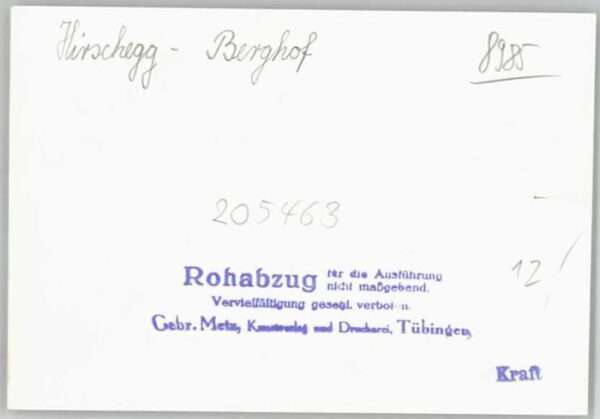 Hirschegg - Berghof 8985
205463
Rohabzug für die Ausführung
nicht maßgebend.
12
Vervielfältigung gesetzl. verboten.
Gebr. Metz, Kunstverlag und Druckerei, Tübingen,
Kraft